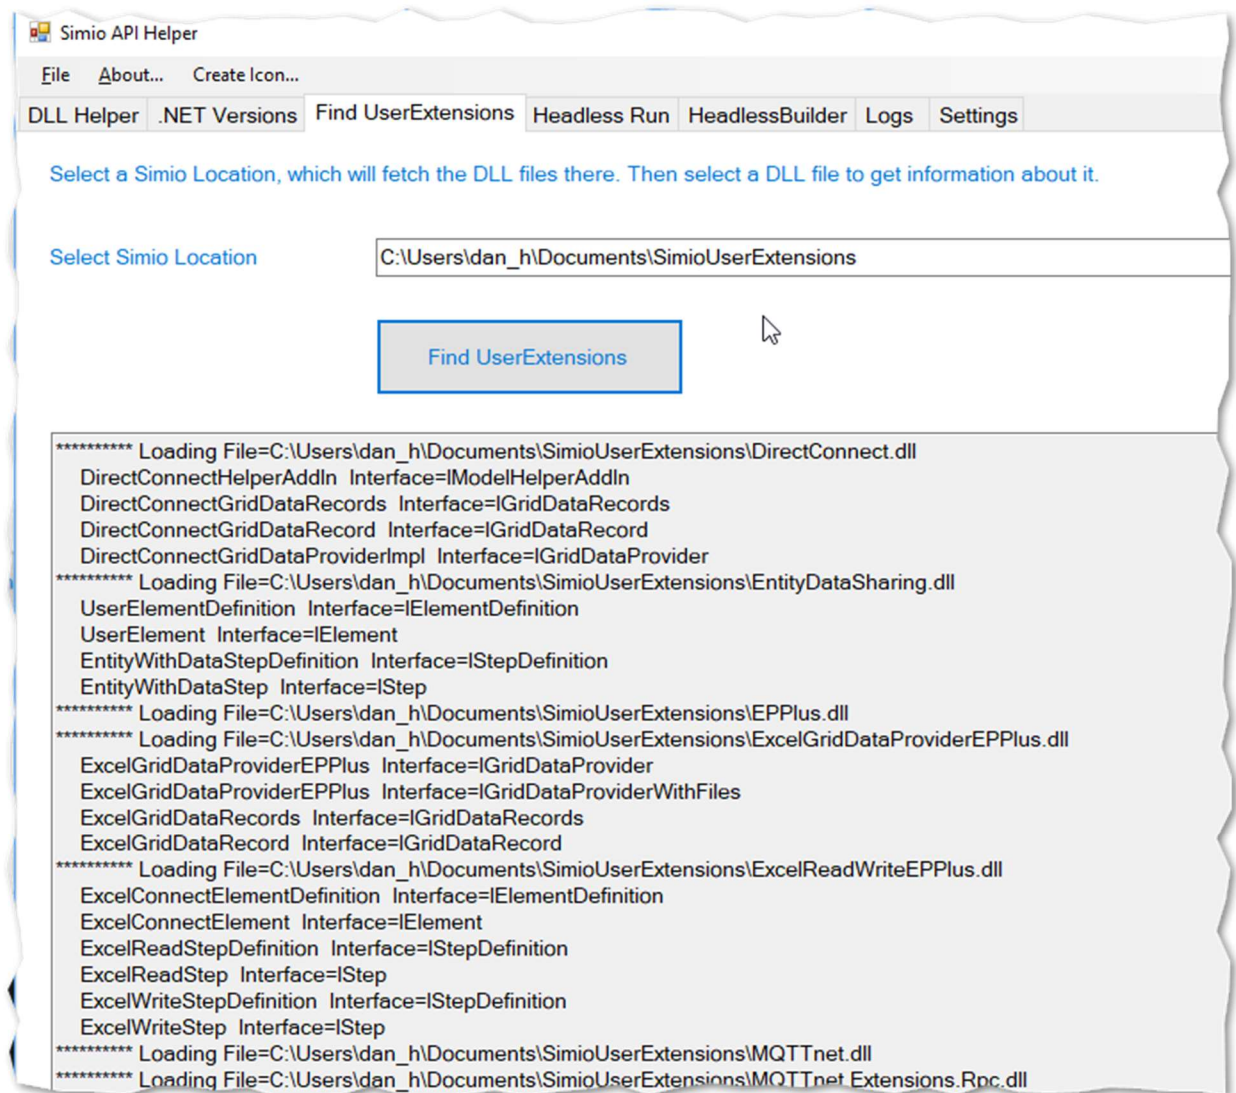 Simio API Helper
File About... Create Icon...
DLL Helper .NET Versions Find UserExtensions Headless Run HeadlessBuilder Logs Settings
Select a Simio Location, which will fetch the DLL files there. Then select a DLL file to get information about it.
Select Simio Location C:\Users\dan_h\Documents\SimioUserExtensions
Find UserExtensions
********** Loading File=C:\Users\dan_h\Documents\SimioUserExtensions\DirectConnect.dll
DirectConnectHelperAddIn Interface=IModelHelperAddIn
DirectConnectGridDataRecords Interface=IGridDataRecords
DirectConnectGridDataRecord Interface=IGridDataRecord
DirectConnectGridDataProviderImpl Interface=IGridDataProvider
********** Loading File=C:\Users\dan_h\Documents\SimioUserExtensions\EntityDataSharing.dll
UserElementDefinition Interface=IElementDefinition
UserElement Interface=IElement
EntityWithDataStepDefinition Interface=IStepDefinition
EntityWithDataStep Interface=IStep
********** Loading File=C:\Users\dan_h\Documents\SimioUserExtensions\EPPlus.dll
********** Loading File=C:\Users\dan_h\Documents\SimioUserExtensions\ExcelGridDataProviderEPPlus.dll
ExcelGridDataProviderEPPlus Interface=IGridDataProvider
ExcelGridDataProviderEPPlus Interface=IGridDataProviderWithFiles
ExcelGridDataRecords Interface=IGridDataRecords
ExcelGridDataRecord Interface=IGridDataRecord
********** Loading File=C:\Users\dan_h\Documents\SimioUserExtensions\ExcelReadWriteEPPlus.dll
ExcelConnectElementDefinition Interface=IElementDefinition
ExcelConnectElement Interface=IElement
ExcelReadStepDefinition Interface=IStepDefinition
ExcelReadStep Interface=IStep
ExcelWriteStepDefinition Interface=IStepDefinition
ExcelWriteStep Interface=IStep
********** Loading File=C:\Users\dan_h\Documents\SimioUserExtensions\MQTTnet.dll
********** Loading File=C:\Users\dan_h\Documents\SimioUserExtensions\MQTTnet.Extensions.Rpc.dll